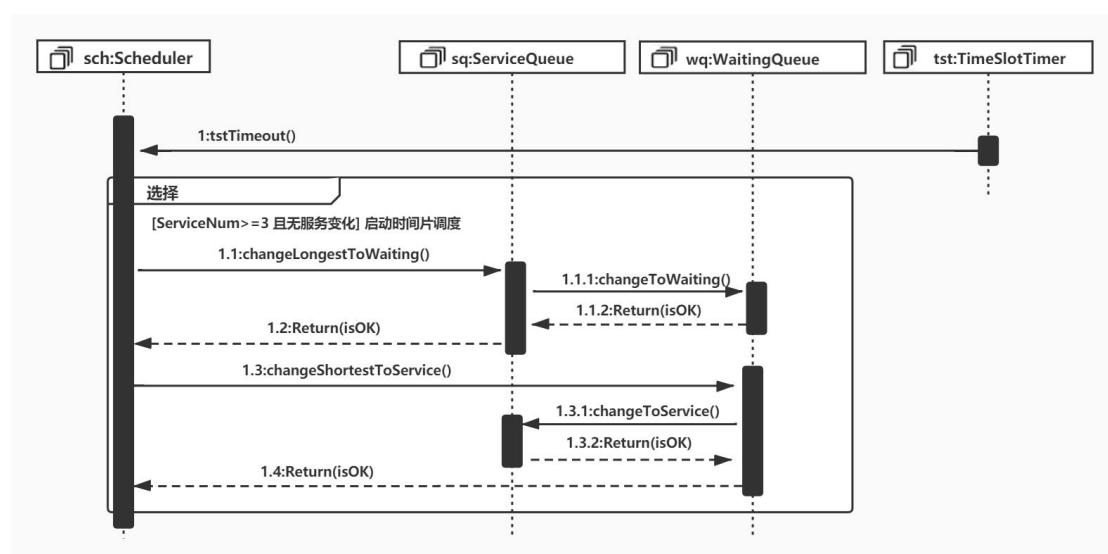 sch:Scheduler
sq:ServiceQueue
wq:WaitingQueue
tst:TimeSlotTimer
1:tstTimeout()
选择
[ServiceNum>=3 且无服务变化] 启动时间片调度
1.1:changeLongestToWaiting()
1.1.1:changeToWaiting()
1.1.2:Return(isOK)
1.2:Return(isOK)
1.3:changeShortestToService()
1.3.1:changeToService()
1.3.2:Return(isOK)
1.4:Return(isOK)